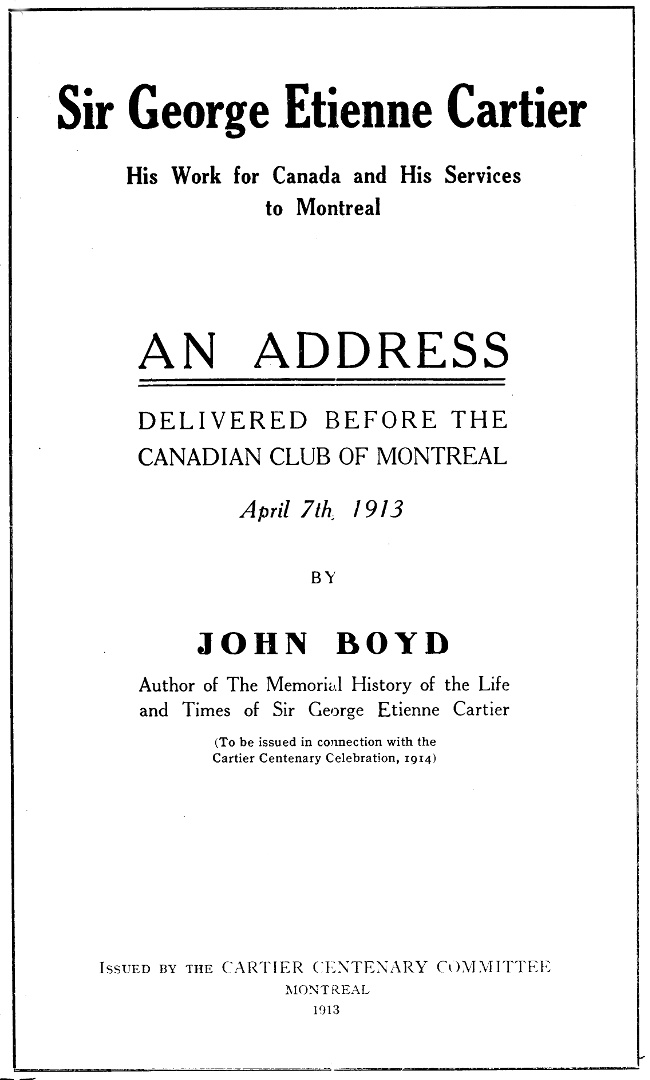 Sir George Etienne Cartier
His Work for Canada and His Services
to Montreal
AN ADDRESS
DELIVERED BEFORE THE
CANADIAN CLUB OF MONTREAL
April 7th, 1913
BY
JOHN BOYD
Author of The Memorial History of the Life
and Times of Sir George Etienne Cartier
(To be issued in connection with the
Cartier Centenary Celebration, 1914)
ISSUED BY THE CARTIER CENTENARY COMMITTEE
MONTREAL
1913